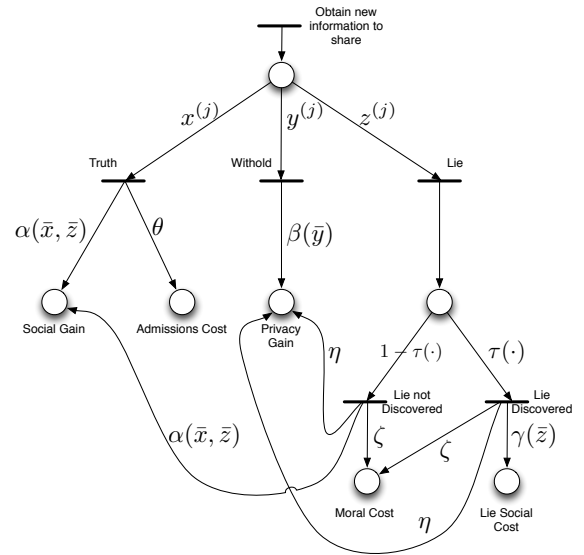 Obtain new
information to
share
x^{(j)}
y^{(j)}
z^{(j)}
Truth
Withold
Lie
α(x̄, z̄)
θ
β(ȳ)
Social Gain
Admissions Cost
Privacy
Gain
η
1 − τ(·)
τ(·)
Lie not
Discovered
Lie
Discovered
α(x̄, z̄)
ζ
ζ
γ(z̄)
Moral Cost
η
Lie Social
Cost